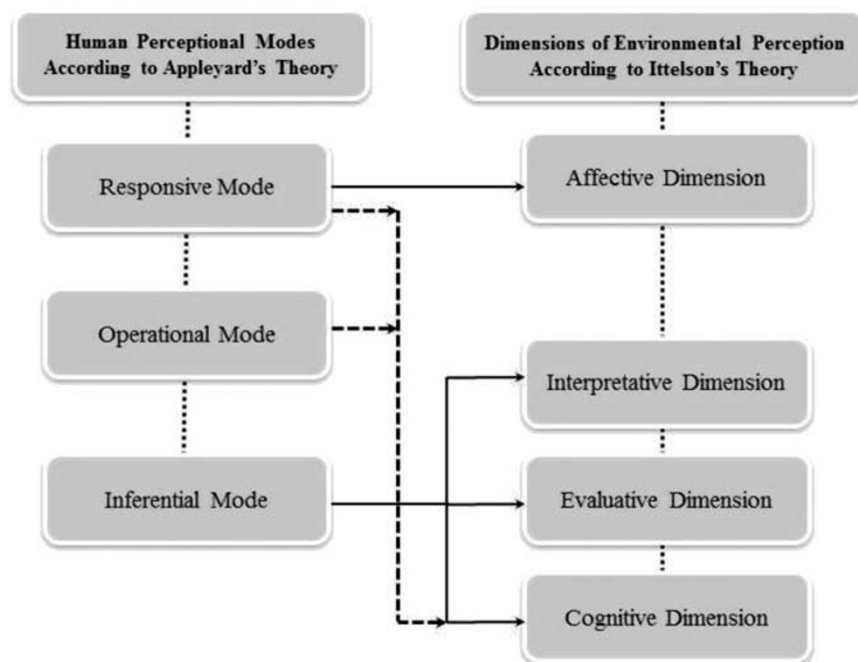 Human Perceptional Modes
According to Appleyard's Theory
Responsive Mode
Operational Mode
Inferential Mode
Dimensions of Environmental Perception
According to Ittelson's Theory
Affective Dimension
Interpretative Dimension
Evaluative Dimension
Cognitive Dimension